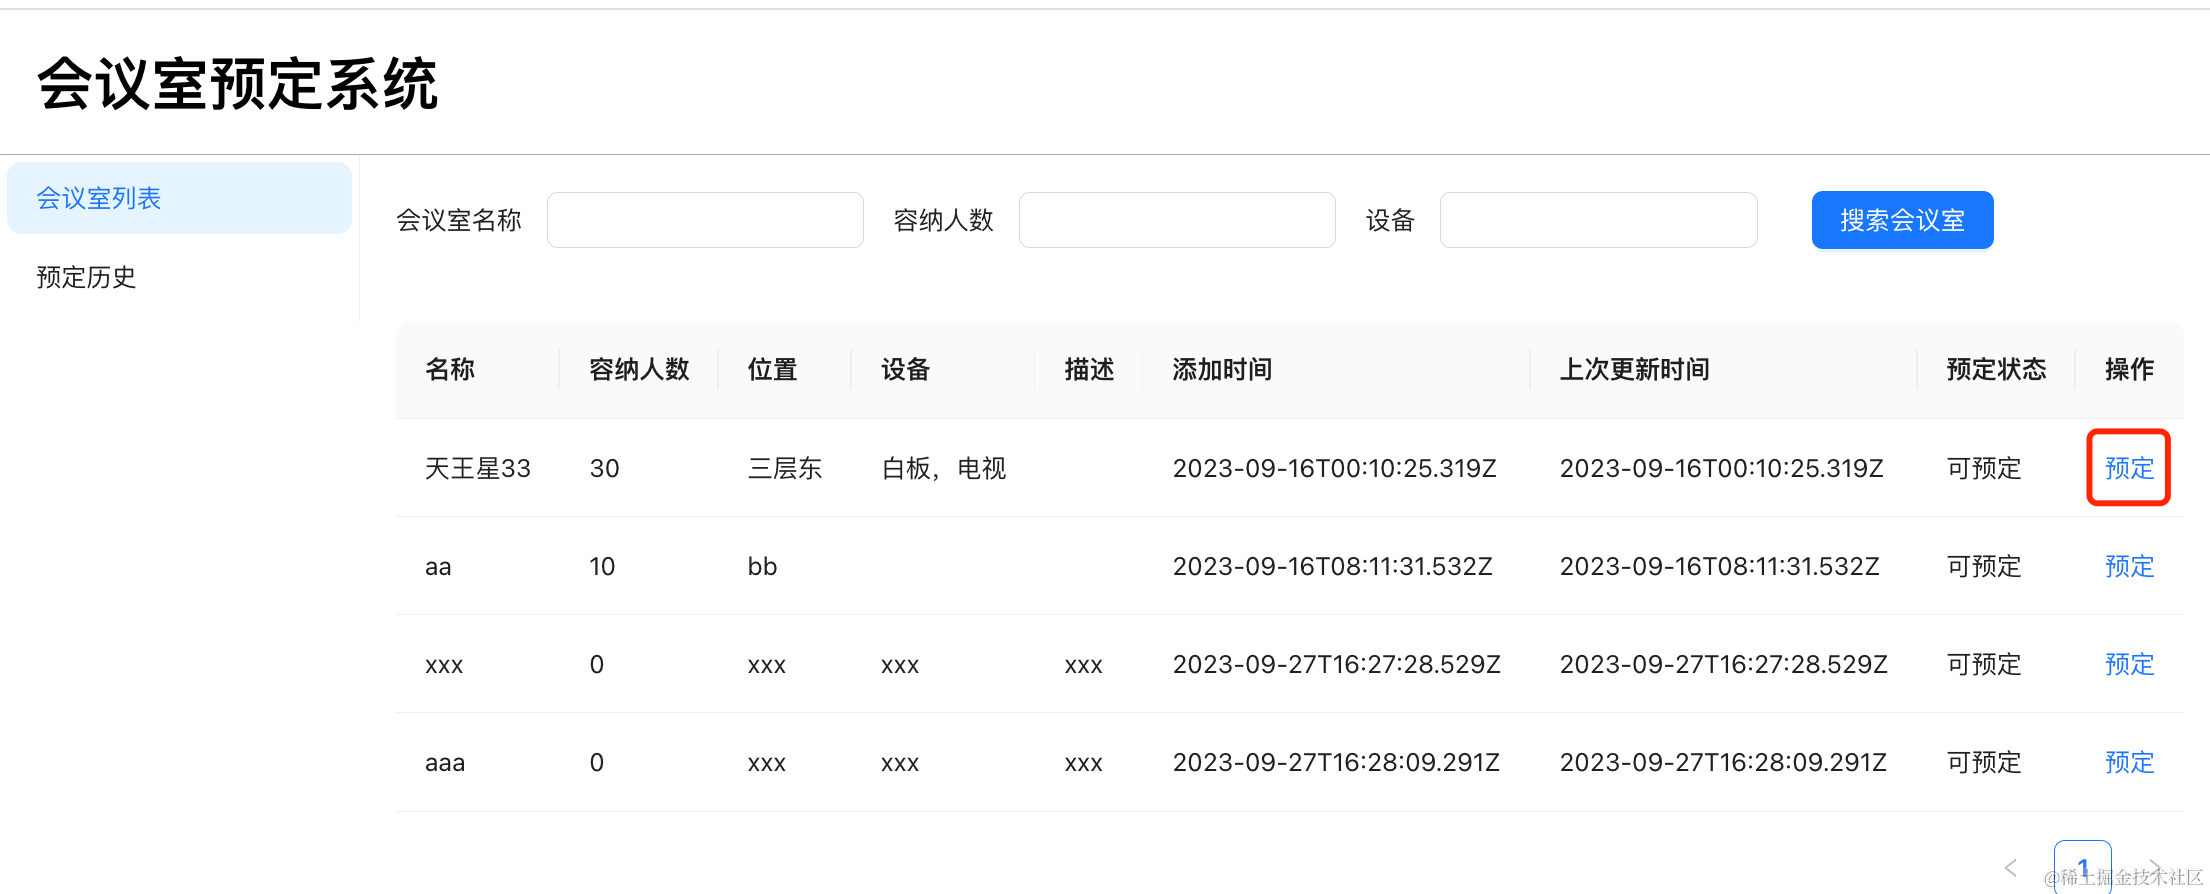 会议室预定系统
会议室列表
预定历史
会议室名称 容纳人数 设备 搜索会议室
名称 容纳人数 位置 设备 描述 添加时间 上次更新时间 预定状态 操作
天王星33 30 三层东 白板，电视 2023-09-16T00:10:25.319Z 2023-09-16T00:10:25.319Z 可预定 预定
aa 10 bb 2023-09-16T08:11:31.532Z 2023-09-16T08:11:31.532Z 可预定 预定
xxx 0 xxx xxx xxx 2023-09-27T16:27:28.529Z 2023-09-27T16:27:28.529Z 可预定 预定
aaa 0 xxx xxx xxx 2023-09-27T16:28:09.291Z 2023-09-27T16:28:09.291Z 可预定 预定
< 1 >
@稀土掘金技术社区